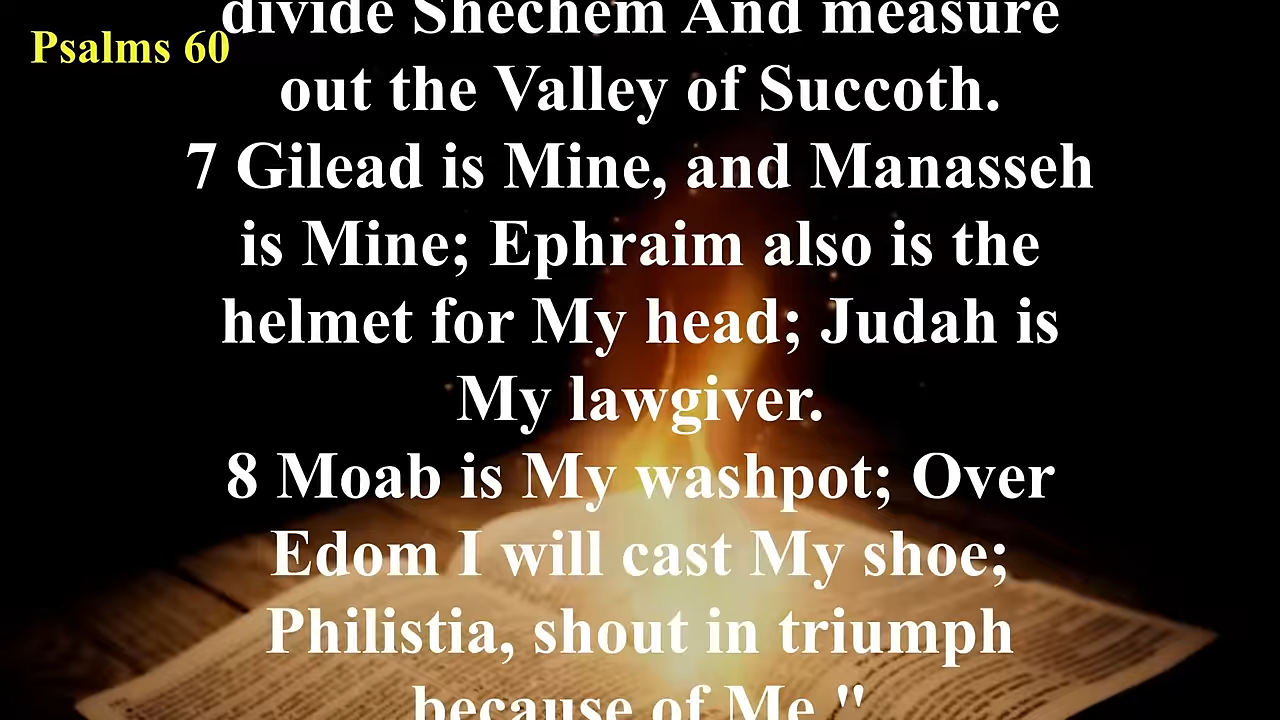 divide Shechem And measure
Psalms 60
out the Valley of Succoth.
7 Gilead is Mine, and Manasseh
is Mine; Ephraim also is the
helmet for My head; Judah is
My lawgiver.
8 Moab is My washpot; Over
Edom I will cast My shoe;
Philistia, shout in triumph
because of Me."